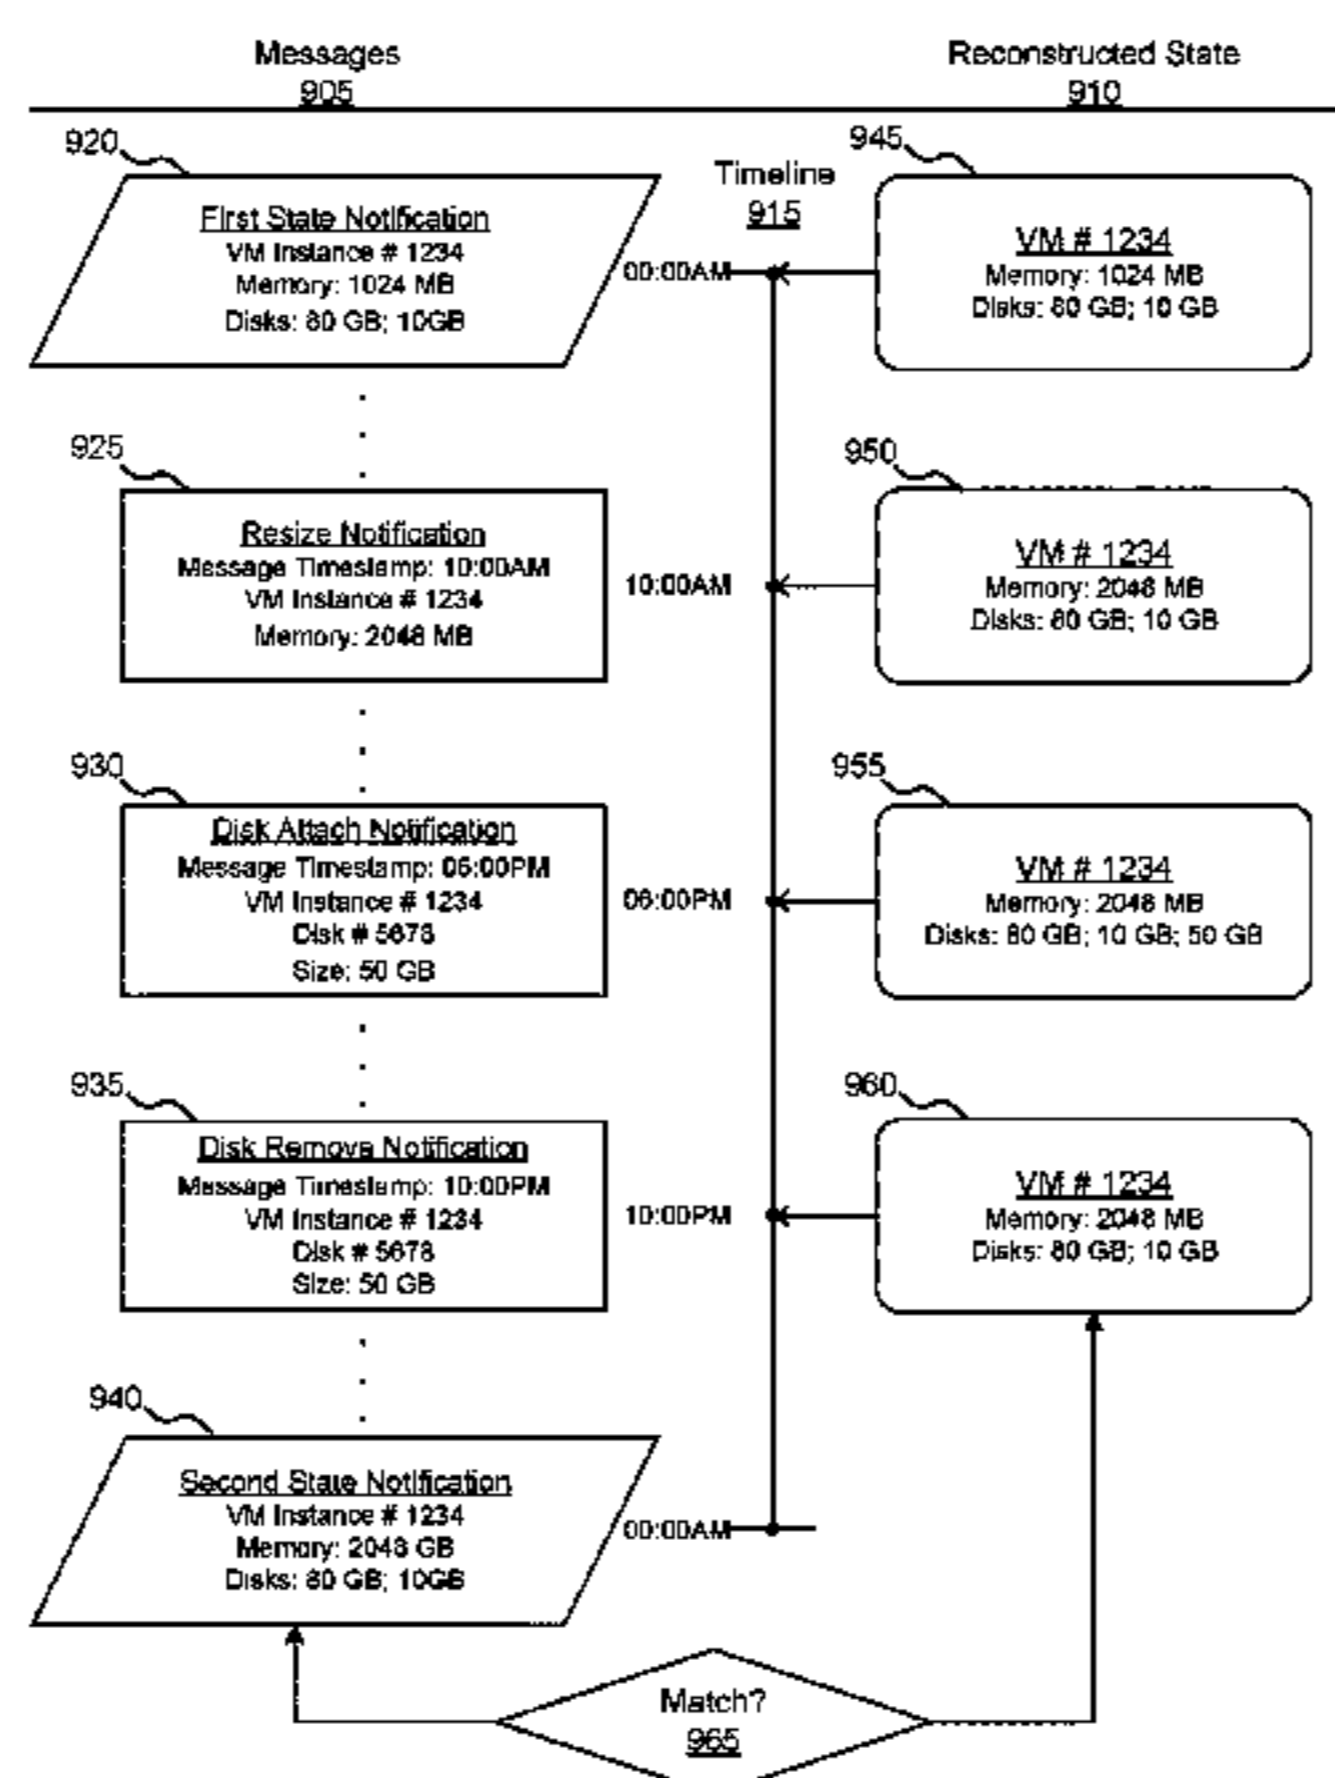 Messages
905
Reconstructed State
910
Timeline
915
920
First State Notification
VM Instance # 1234
Memory: 1024 MB
Disks: 80 GB; 10GB
00:00AM
945
VM # 1234
Memory: 1024 MB
Disks: 80 GB; 10 GB
925
Resize Notification
Message Timestamp: 10:00AM
VM Instance # 1234
Memory: 2048 MB
10:00AM
950
VM # 1234
Memory: 2048 MB
Disks: 80 GB; 10 GB
930
Disk Attach Notification
Message Timestamp: 06:00PM
VM Instance # 1234
Disk # 5678
Size: 50 GB
06:00PM
955
VM # 1234
Memory: 2048 MB
Disks: 80 GB; 10 GB; 50 GB
935
Disk Remove Notification
Message Timestamp: 10:00PM
VM Instance # 1234
Disk # 5678
Size: 50 GB
10:00PM
960
VM # 1234
Memory: 2048 MB
Disks: 80 GB; 10 GB
940
Second State Notification
VM Instance # 1234
Memory: 2048 GB
Disks: 80 GB; 10GB
00:00AM
Match?
965